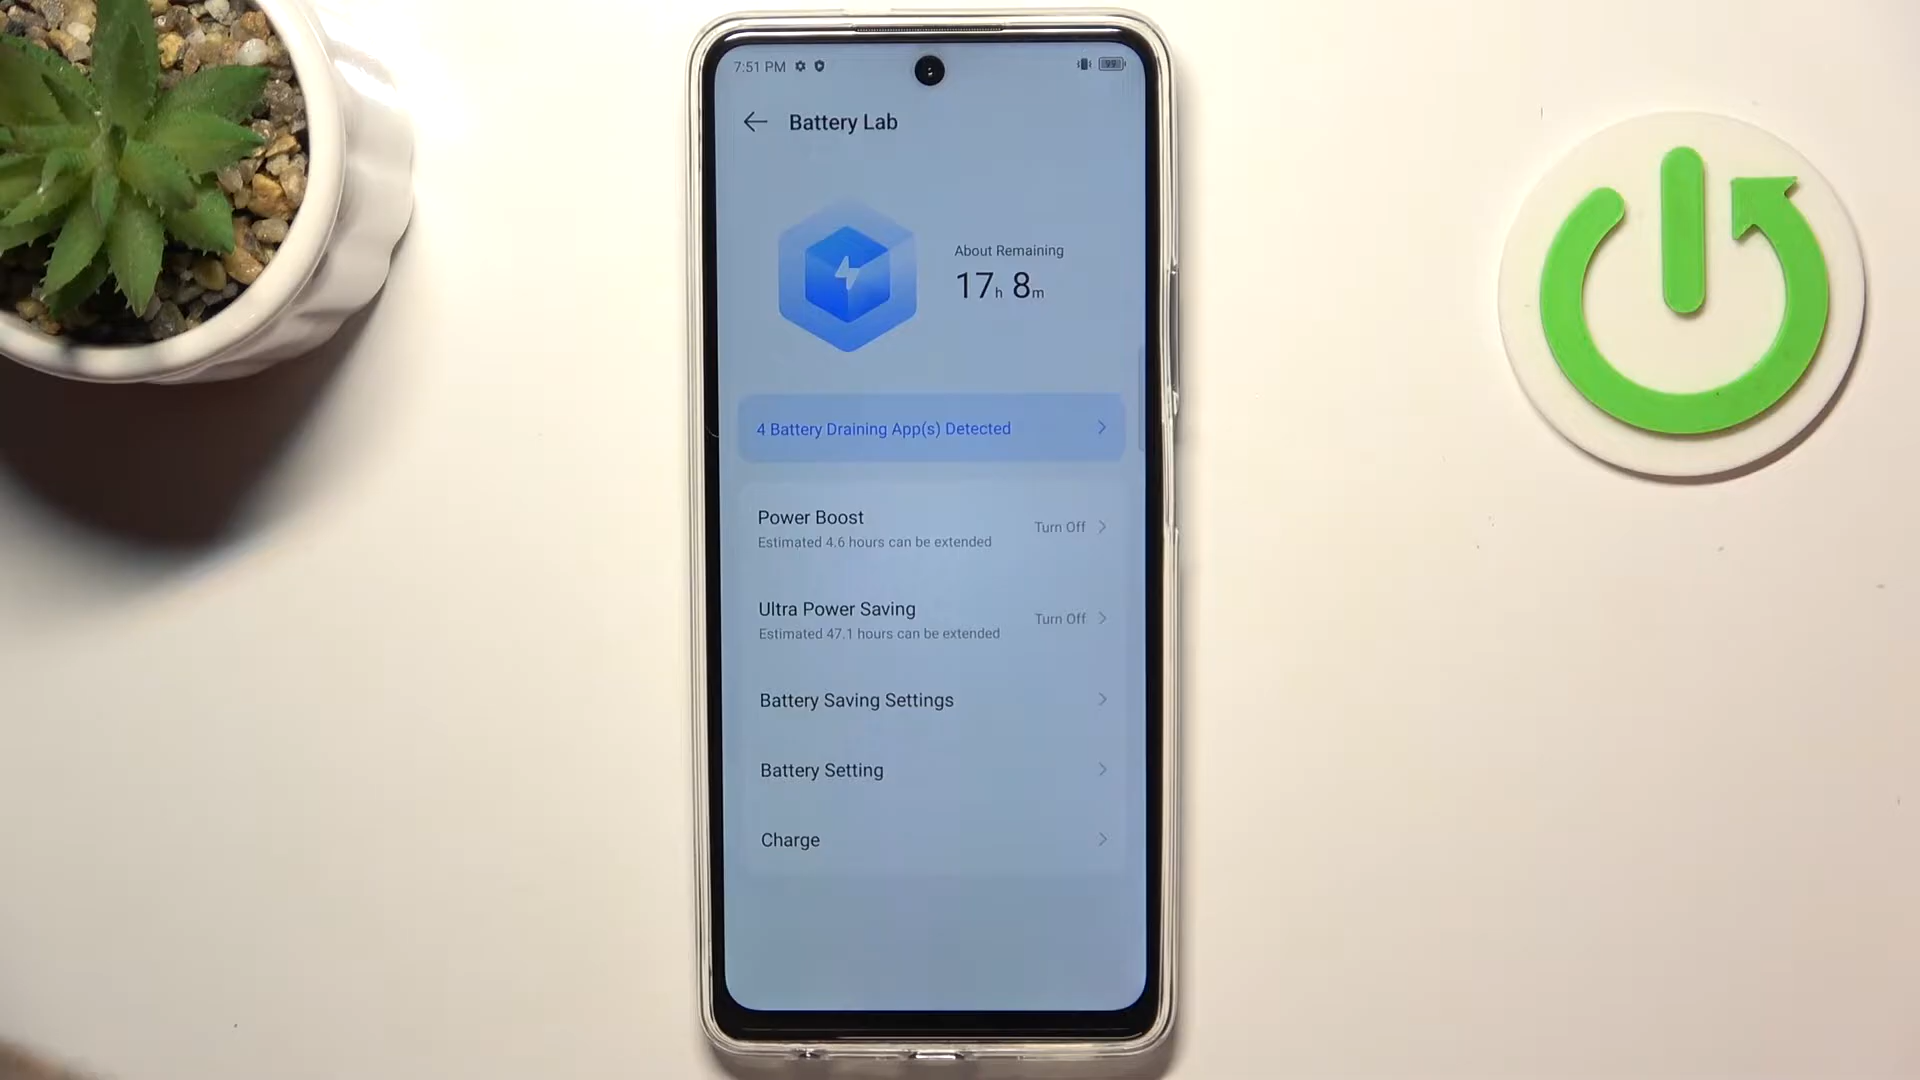 7:51 PM
99
Battery Lab
About Remaining
17h 8m
4 Battery Draining App(s) Detected
Power Boost
Estimated 4.6 hours can be extended
Turn Off
Ultra Power Saving
Estimated 47.1 hours can be extended
Turn Off
Battery Saving Settings
Battery Setting
Charge